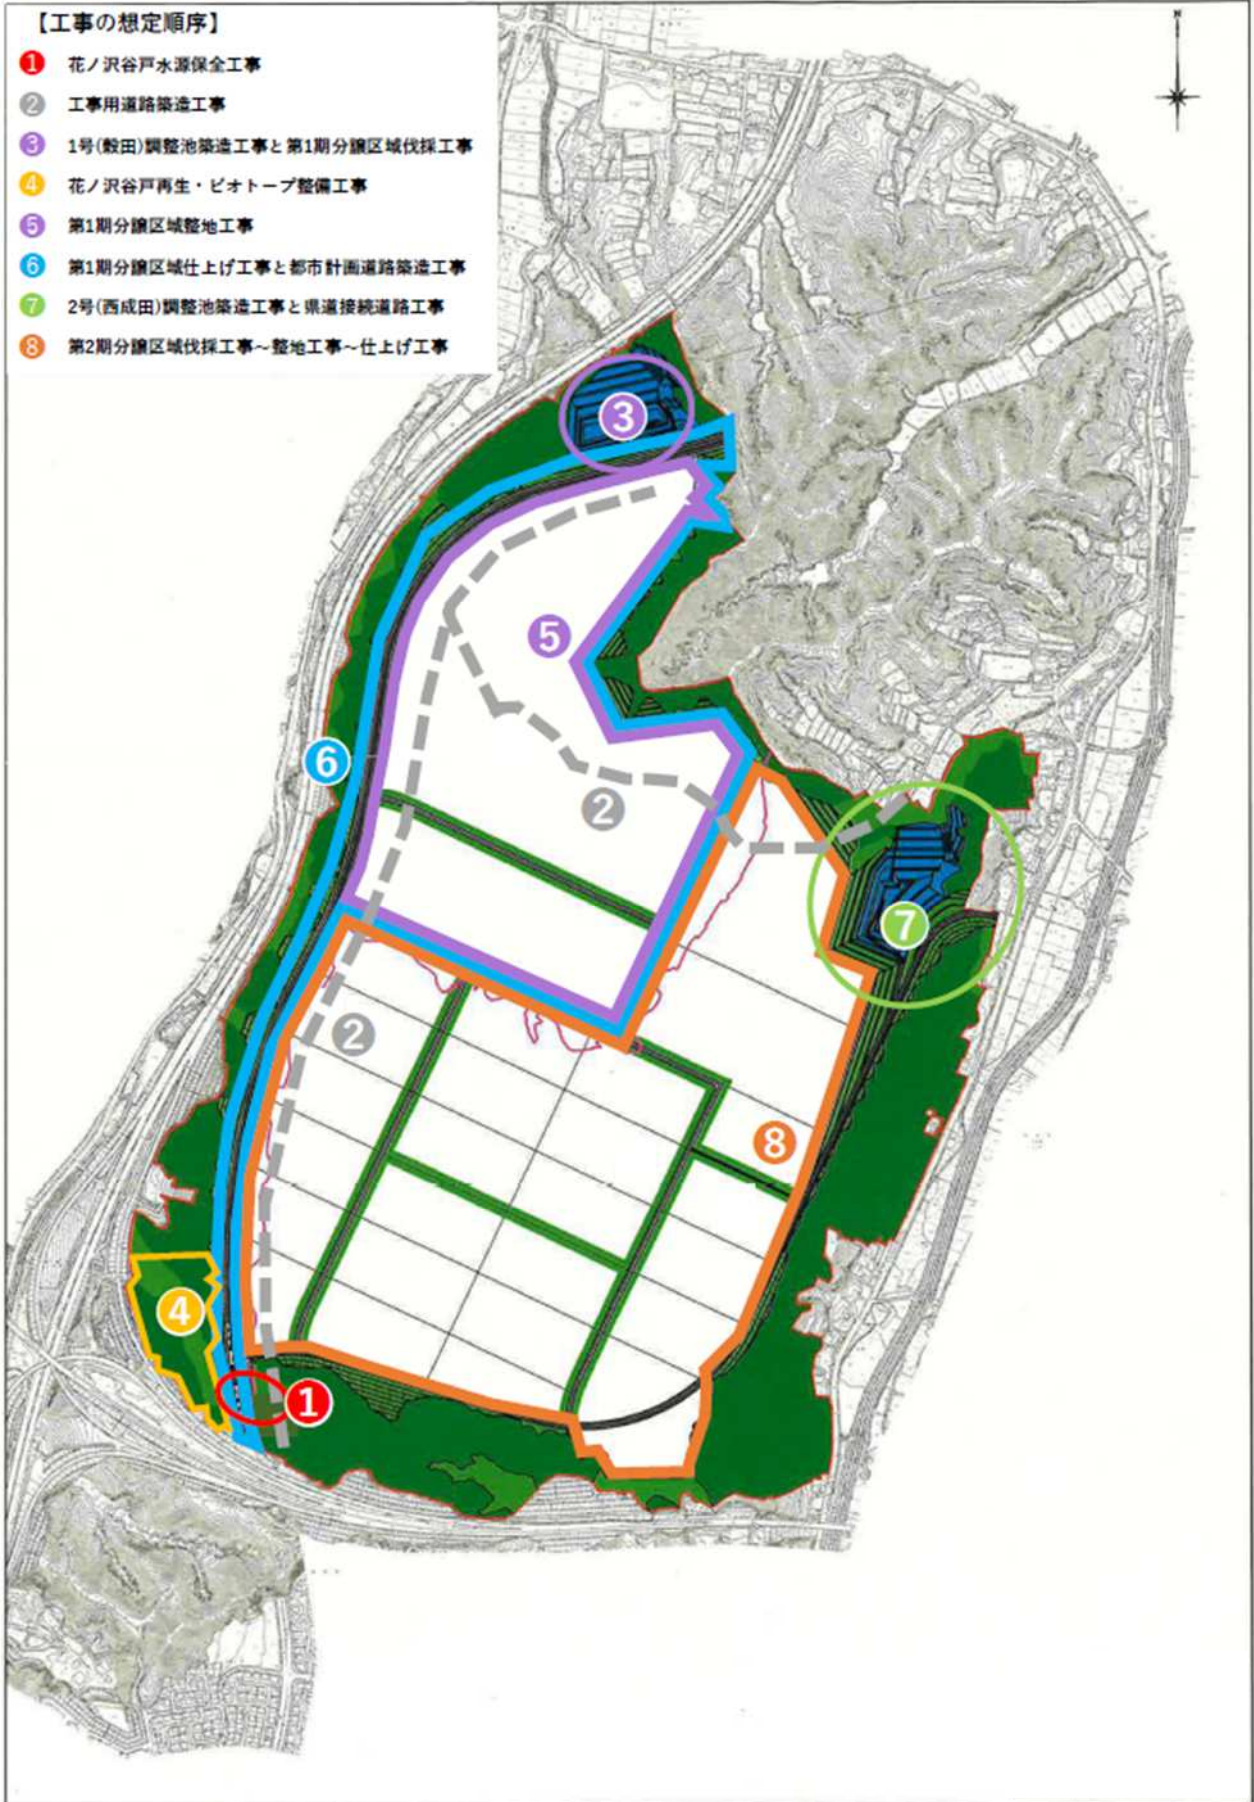 【工事の想定順序】
1 花ノ沢谷戸水源保全工事
2 工事用道路築造工事
3 1号(穀田)調整池築造工事と第1期分譲区域伐採工事
4 花ノ沢谷戸再生・ビオトープ整備工事
5 第1期分譲区域整地工事
6 第1期分譲区域仕上げ工事と都市計画道路築造工事
7 2号(西成田)調整池築造工事と県道接続道路工事
8 第2期分譲区域伐採工事~整地工事~仕上げ工事
N
3
5
6
2
7
2
8
4
1